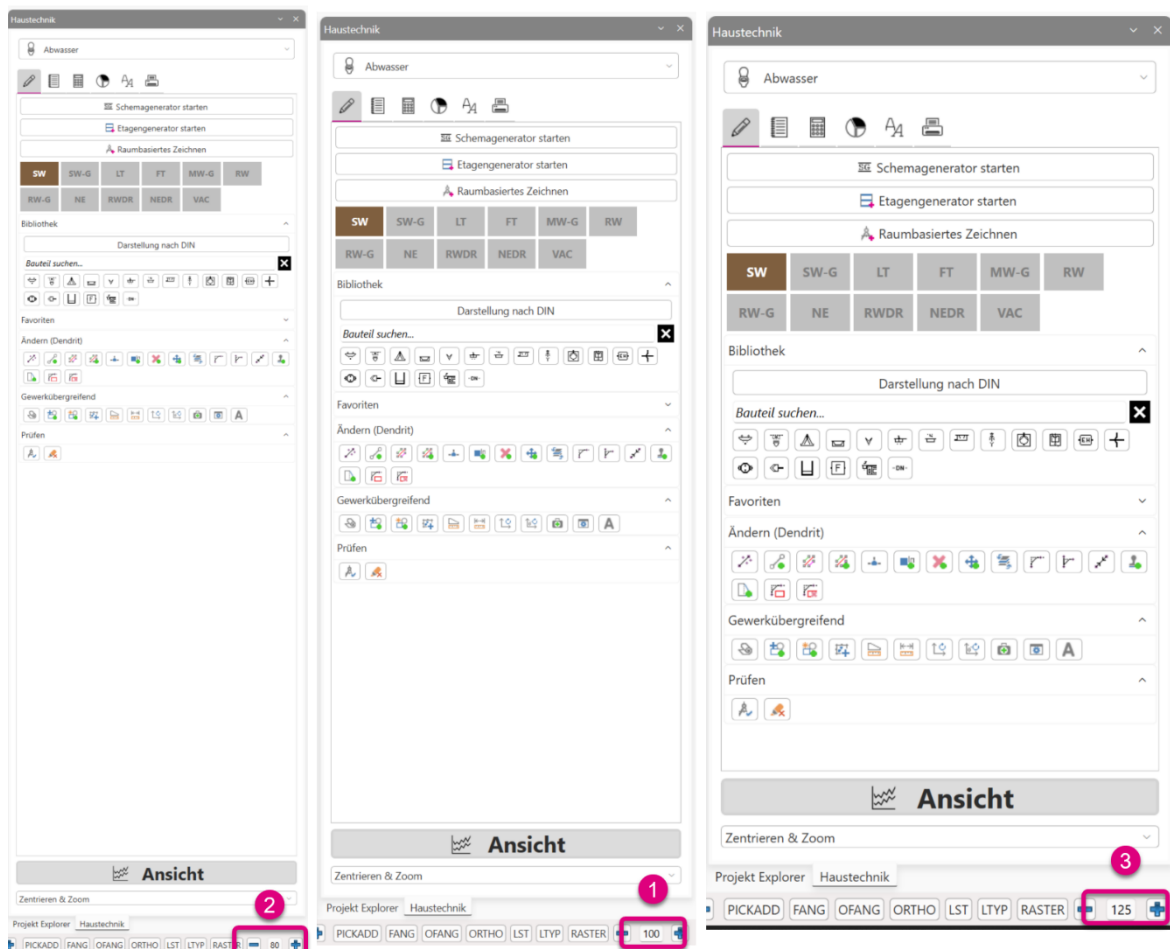 Haustechnik
Abwasser
Schemagenerator starten
Etagengenerator starten
Raumbasiertes Zeichnen
SW SW-G LT FT MW-G RW
RW-G NE RWDR NEDR VAC
Bibliothek
Darstellung nach DIN
Bauteil suchen...
Favoriten
Ändern (Dendrit)
Gewerkübergreifend
Prüfen
Ansicht
Zentrieren & Zoom
2
Projekt Explorer Haustechnik
PICKADD FANG OFANG ORTHO LST LTYP RASTER 80
Haustechnik
Abwasser
Schemagenerator starten
Etagengenerator starten
Raumbasiertes Zeichnen
SW SW-G LT FT MW-G RW
RW-G NE RWDR NEDR VAC
Bibliothek
Darstellung nach DIN
Bauteil suchen...
Favoriten
Ändern (Dendrit)
Gewerkübergreifend
Prüfen
Ansicht
Zentrieren & Zoom
1
Projekt Explorer Haustechnik
PICKADD FANG OFANG ORTHO LST LTYP RASTER 100
Haustechnik
Abwasser
Schemagenerator starten
Etagengenerator starten
Raumbasiertes Zeichnen
SW SW-G LT FT MW-G RW
RW-G NE RWDR NEDR VAC
Bibliothek
Darstellung nach DIN
Bauteil suchen...
Favoriten
Ändern (Dendrit)
Gewerkübergreifend
Prüfen
Ansicht
Zentrieren & Zoom
3
Projekt Explorer Haustechnik
PICKADD FANG OFANG ORTHO LST LTYP RASTER 125